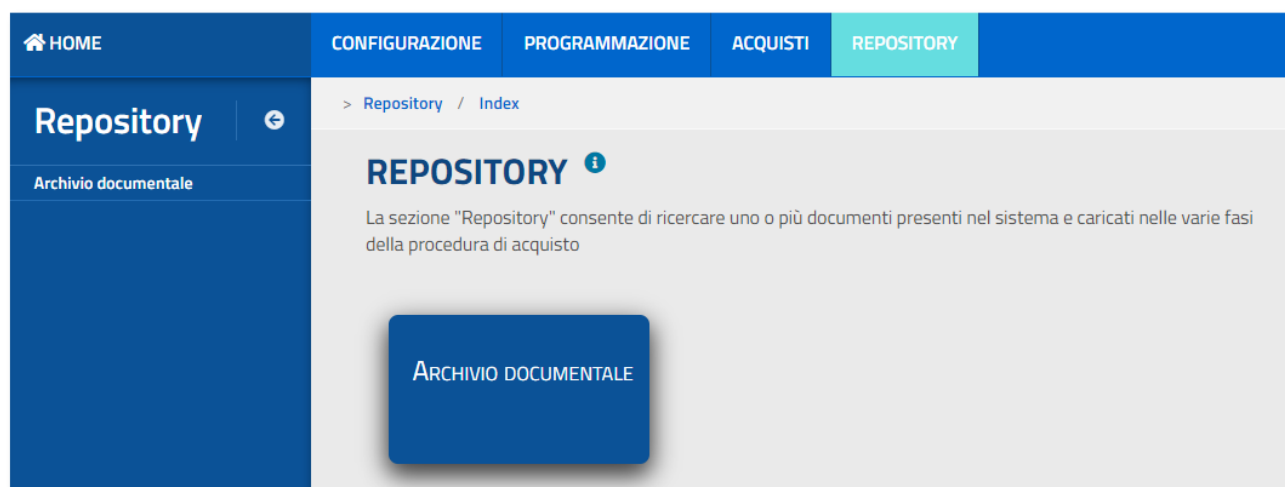 HOME
CONFIGURAZIONE PROGRAMMAZIONE ACQUISTI REPOSITORY
Repository
Archivio documentale
> Repository / Index
REPOSITORY
La sezione "Repository" consente di ricercare uno o più documenti presenti nel sistema e caricati nelle varie fasi
della procedura di acquisto
ARCHIVIO DOCUMENTALE